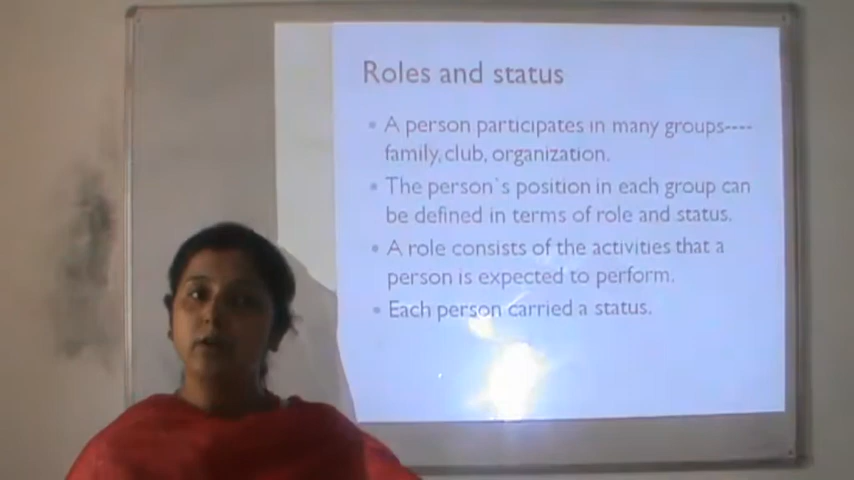 Roles and status
• A person participates in many groups----
family, club, organization.
• The person`s position in each group can
be defined in terms of role and status.
• A role consists of the activities that a
person is expected to perform.
• Each person carried a status.